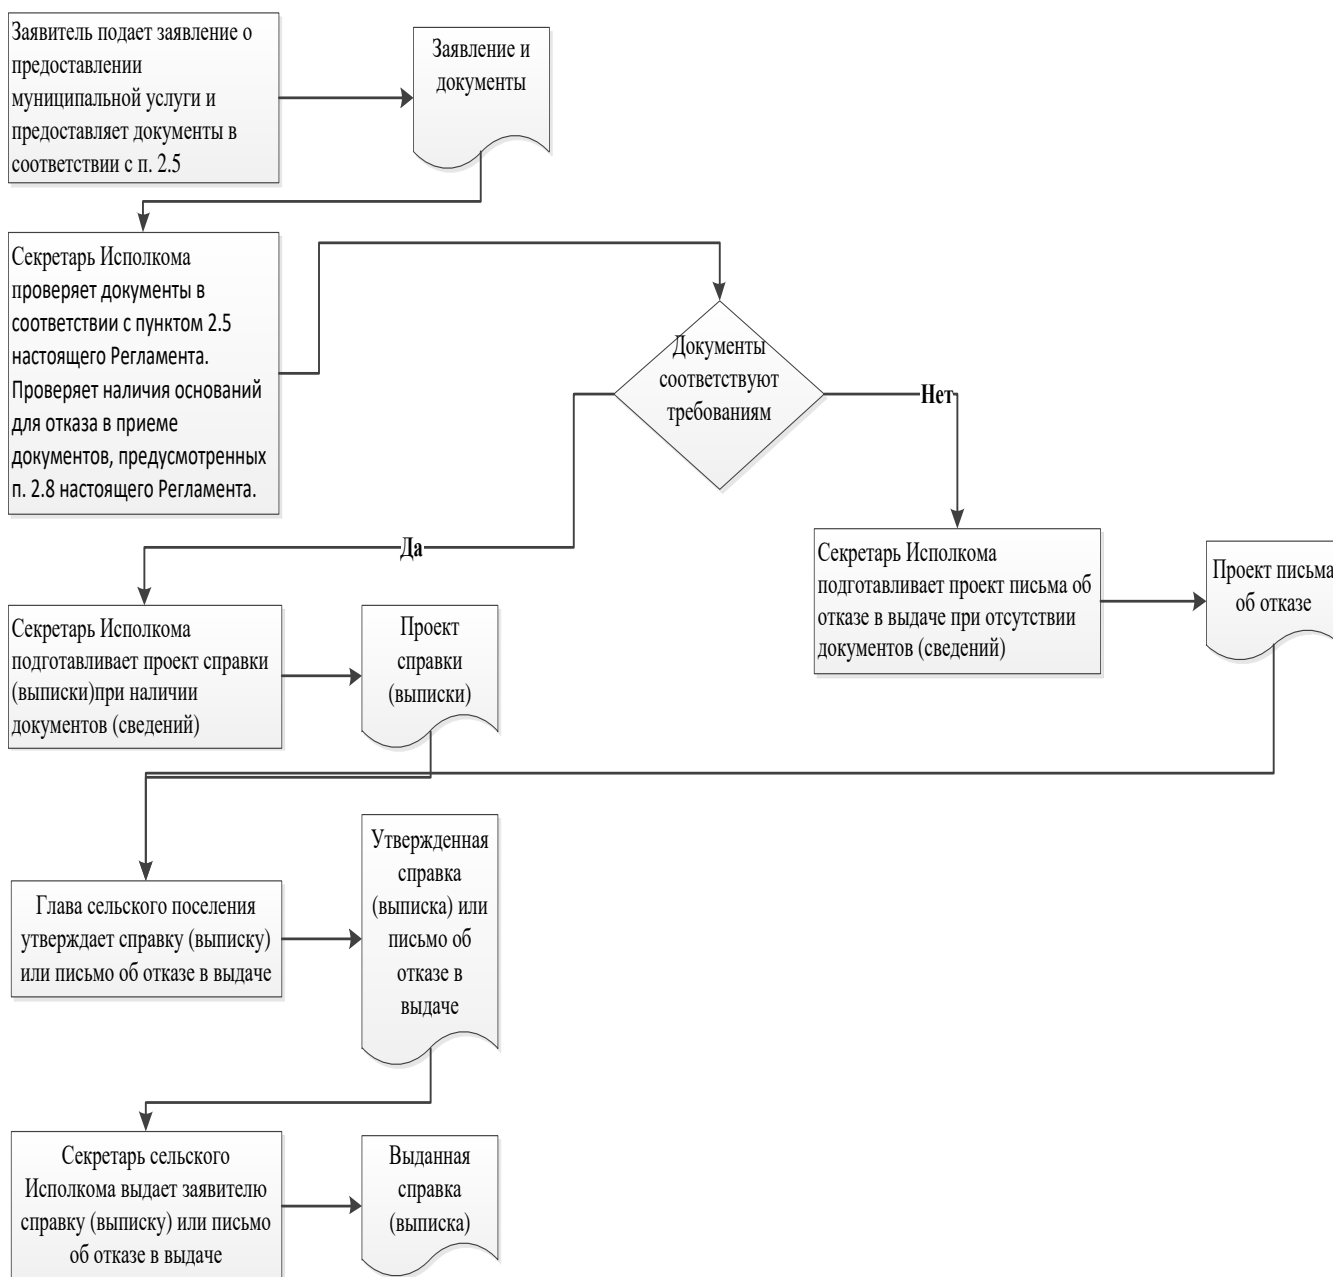 Заявитель подает заявление о
предоставлении
муниципальной услуги и
предоставляет документы в
соответствии с п. 2.5
Заявление и
документы
Секретарь Исполкома
проверяет документы в
соответствии с пунктом 2.5
настоящего Регламента.
Проверяет наличия оснований
для отказа в приеме
документов, предусмотренных
п. 2.8 настоящего Регламента.
Документы
соответствуют
требованиям
Нет
Да
Секретарь Исполкома
подготавливает проект письма об
отказе в выдаче при отсутствии
документов (сведений)
Проект письма
об отказе
Секретарь Исполкома
подготавливает проект справки
(выписки)при наличии
документов (сведений)
Проект
справки
(выписки)
Глава сельского поселения
утверждает справку (выписку)
или письмо об отказе в выдаче
Утвержденная
справка
(выписка) или
письмо об
отказе в
выдаче
Секретарь сельского
Исполкома выдает заявителю
справку (выписку) или письмо
об отказе в выдаче
Выданная
справка
(выписка)